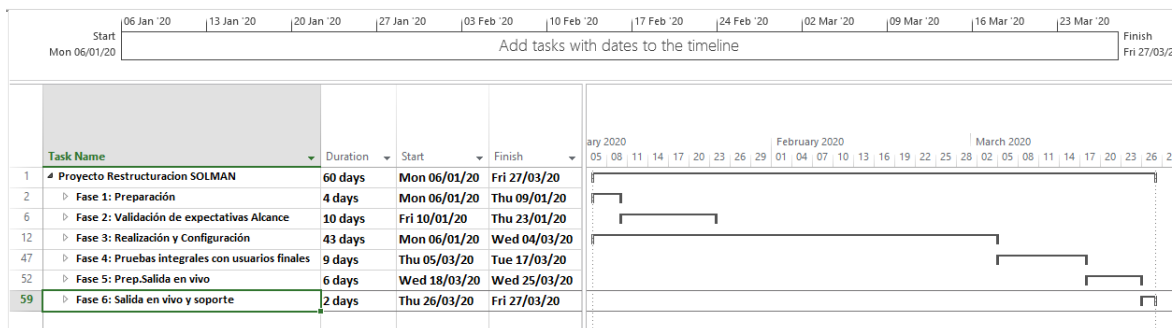 06 Jan '20 13 Jan '20 20 Jan '20 27 Jan '20 03 Feb '20 10 Feb '20 17 Feb '20 24 Feb '20 02 Mar '20 09 Mar '20 16 Mar '20 23 Mar '20
Start Finish
Mon 06/01/20 Add tasks with dates to the timeline Fri 27/03/2
ary 2020 February 2020 March 2020
Task Name Duration Start Finish 05 08 11 14 17 20 23 26 29 01 04 07 10 13 16 19 22 25 28 02 05 08 11 14 17 20 23 26 2
1 Proyecto Restructuracion SOLMAN 60 days Mon 06/01/20 Fri 27/03/20
2 Fase 1: Preparación 4 days Mon 06/01/20 Thu 09/01/20
6 Fase 2: Validación de expectativas Alcance 10 days Fri 10/01/20 Thu 23/01/20
12 Fase 3: Realización y Configuración 43 days Mon 06/01/20 Wed 04/03/20
47 Fase 4: Pruebas integrales con usuarios finales 9 days Thu 05/03/20 Tue 17/03/20
52 Fase 5: Prep.Salida en vivo 6 days Wed 18/03/20 Wed 25/03/20
59 Fase 6: Salida en vivo y soporte 2 days Thu 26/03/20 Fri 27/03/20